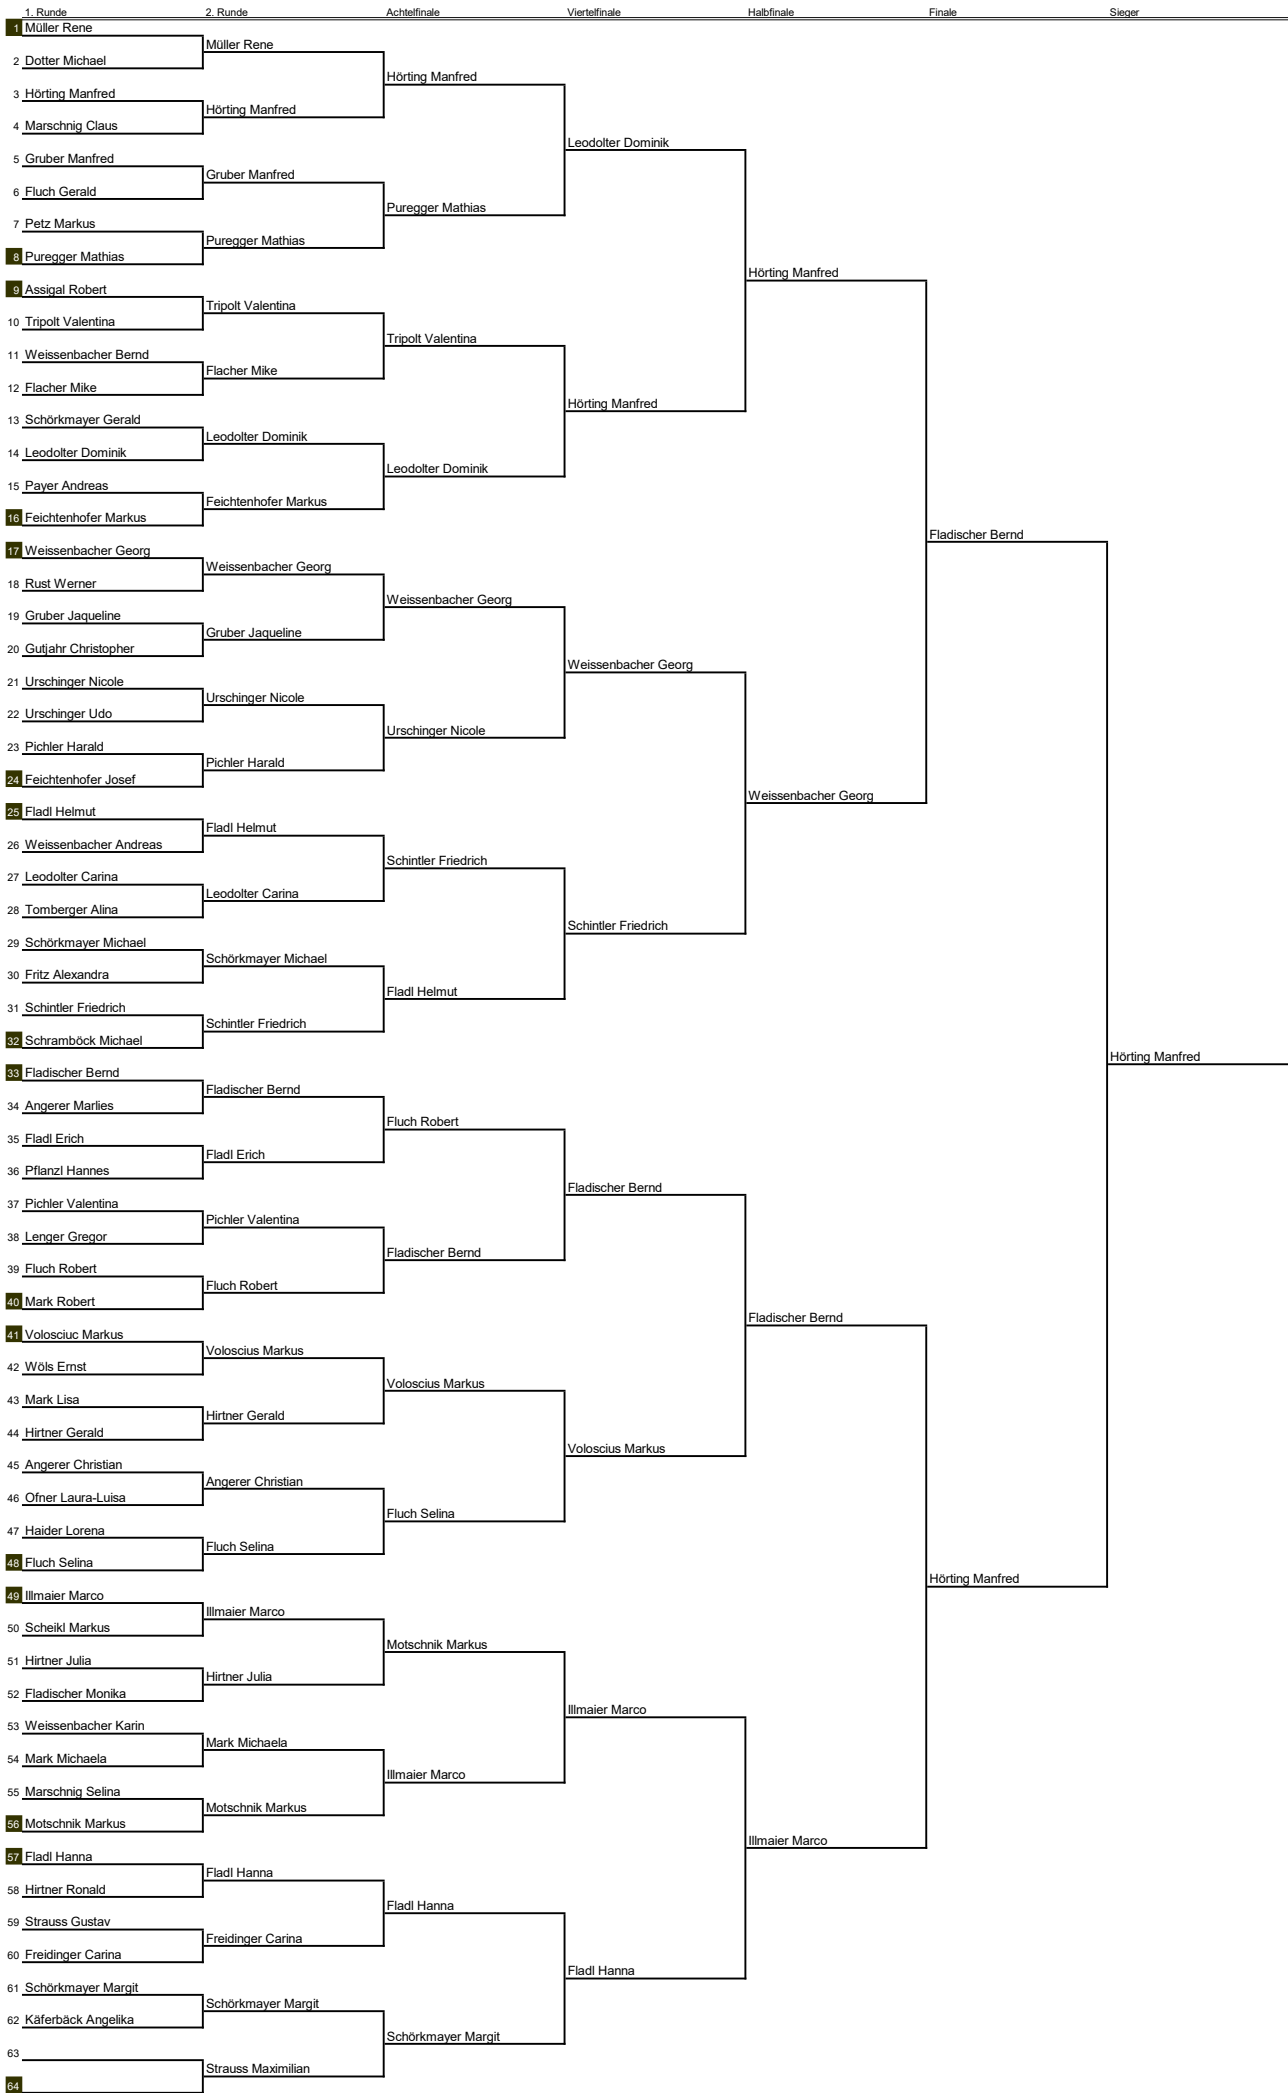 1. Runde 2. Runde Achtelfinale Viertelfinale Halbfinale Finale Sieger
1 Müller Rene
Müller Rene
2 Dotter Michael
Hörting Manfred
3 Hörting Manfred
Hörting Manfred
4 Marschnig Claus
Leodolter Dominik
5 Gruber Manfred
Gruber Manfred
6 Fluch Gerald
Puregger Mathias
7 Petz Markus
Puregger Mathias
8 Puregger Mathias
Hörting Manfred
9 Assigal Robert
Tripolt Valentina
10 Tripolt Valentina
Tripolt Valentina
11 Weissenbacher Bernd
Flacher Mike
12 Flacher Mike
Hörting Manfred
13 Schörkmayer Gerald
Leodolter Dominik
14 Leodolter Dominik
Leodolter Dominik
15 Payer Andreas
Feichtenhofer Markus
16 Feichtenhofer Markus
Fladischer Bernd
17 Weissenbacher Georg
Weissenbacher Georg
18 Rust Werner
Weissenbacher Georg
19 Gruber Jaqueline
Gruber Jaqueline
20 Gutjahr Christopher
Weissenbacher Georg
21 Urschinger Nicole
Urschinger Nicole
22 Urschinger Udo
Urschinger Nicole
23 Pichler Harald
Pichler Harald
24 Feichtenhofer Josef
Weissenbacher Georg
25 Fladl Helmut
Fladl Helmut
26 Weissenbacher Andreas
Schintler Friedrich
27 Leodolter Carina
Leodolter Carina
28 Tomberger Alina
Schintler Friedrich
29 Schörkmayer Michael
Schörkmayer Michael
30 Fritz Alexandra
Fladl Helmut
31 Schintler Friedrich
Schintler Friedrich
32 Schramböck Michael
Hörting Manfred
33 Fladischer Bernd
Fladischer Bernd
34 Angerer Marlies
Fluch Robert
35 Fladl Erich
Fladl Erich
36 Pflanzl Hannes
Fladischer Bernd
37 Pichler Valentina
Pichler Valentina
38 Lenger Gregor
Fladischer Bernd
39 Fluch Robert
Fluch Robert
40 Mark Robert
Fladischer Bernd
41 Volosciuc Markus
Voloscius Markus
42 Wöls Ernst
Voloscius Markus
43 Mark Lisa
Hirtner Gerald
44 Hirtner Gerald
Voloscius Markus
45 Angerer Christian
Angerer Christian
46 Ofner Laura-Luisa
Fluch Selina
47 Haider Lorena
Fluch Selina
48 Fluch Selina
Hörting Manfred
49 Illmaier Marco
Illmaier Marco
50 Scheikl Markus
Motschnik Markus
51 Hirtner Julia
Hirtner Julia
52 Fladischer Monika
Illmaier Marco
53 Weissenbacher Karin
Mark Michaela
54 Mark Michaela
Illmaier Marco
55 Marschnig Selina
Motschnik Markus
56 Motschnik Markus
Illmaier Marco
57 Fladl Hanna
Fladl Hanna
58 Hirtner Ronald
Fladl Hanna
59 Strauss Gustav
Freidinger Carina
60 Freidinger Carina
Fladl Hanna
61 Schörkmayer Margit
Schörkmayer Margit
62 Käferbäck Angelika
Schörkmayer Margit
63
Strauss Maximilian
64